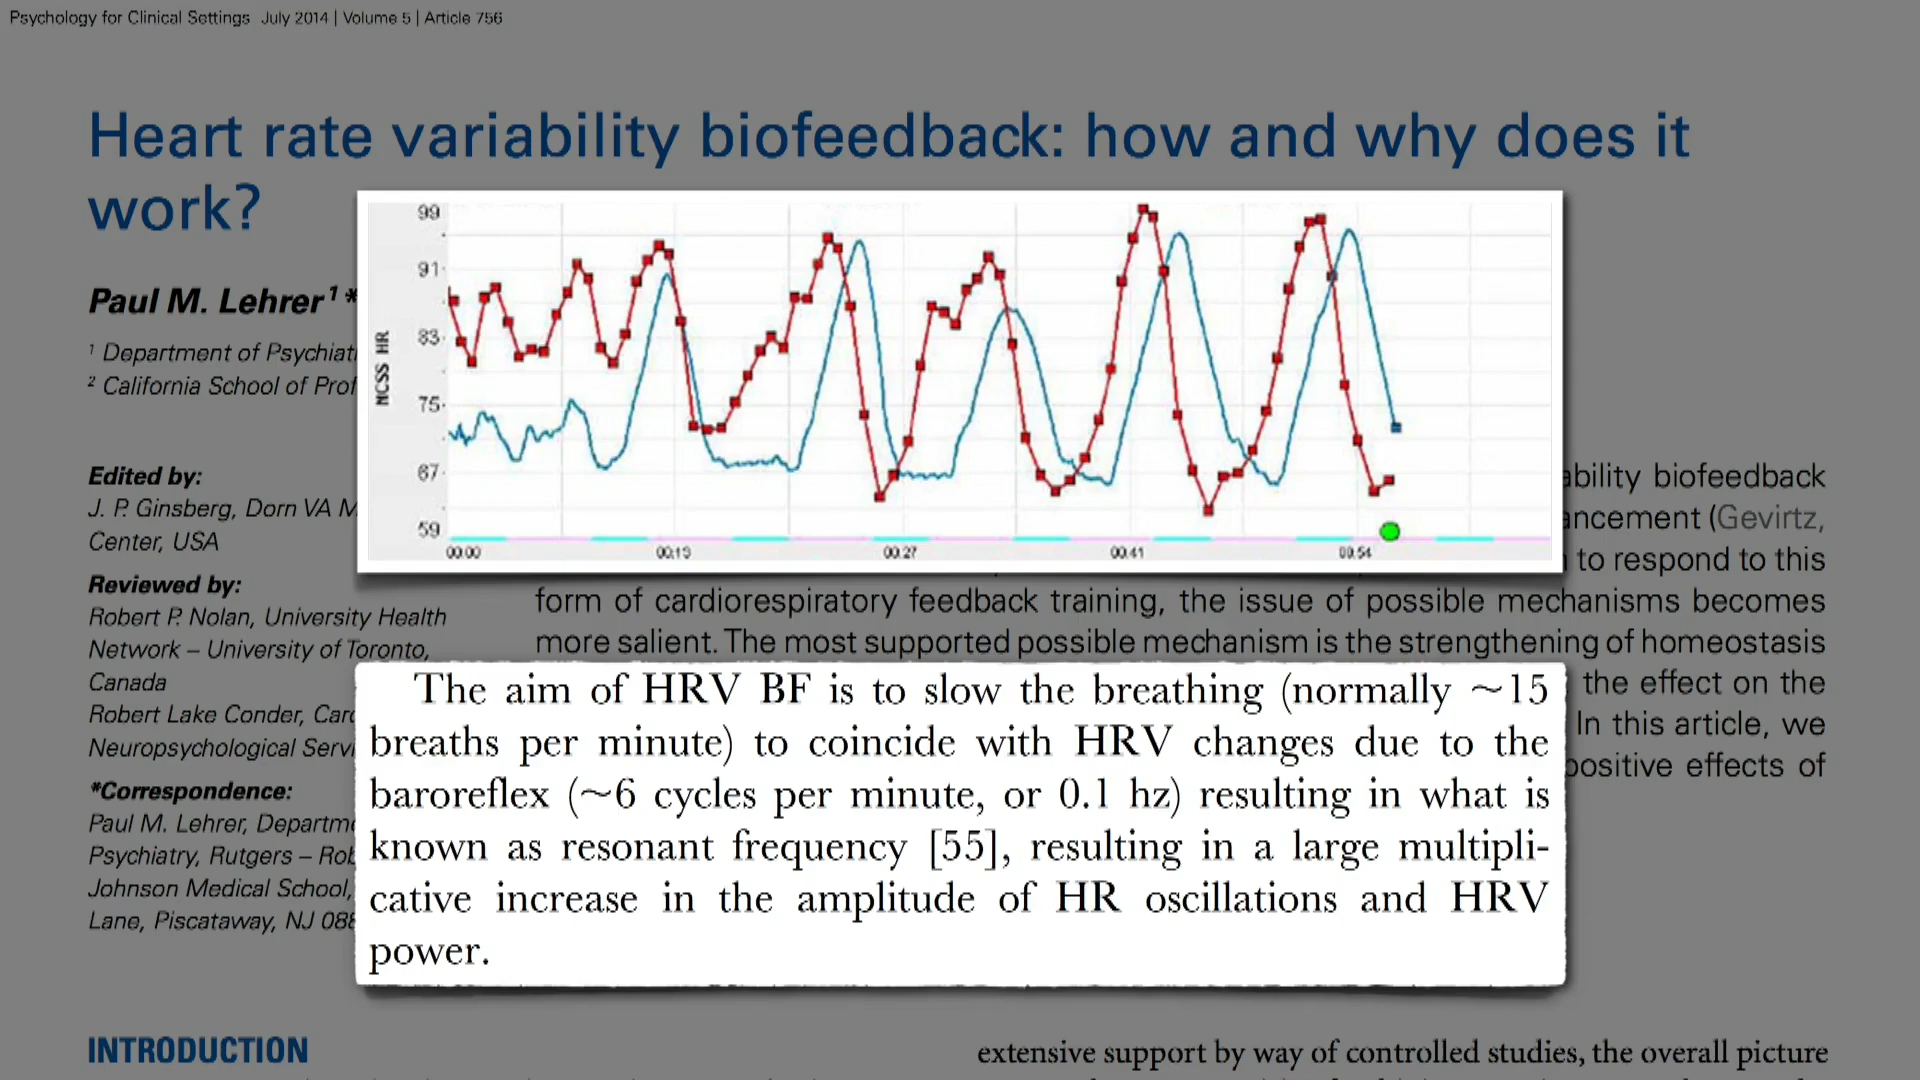 Psychology for Clinical Settings July 2014 | Volume 5 | Article 756
Heart rate variability biofeedback: how and why does it
work?
Paul M. Lehrer 1 *
1 Department of Psychiat
2 California School of Prof
Edited by:
J. P. Ginsberg, Dorn VA M
Center, USA
Reviewed by:
Robert P. Nolan, University Health
Network – University of Toronto,
Canada
Robert Lake Conder, Caro
Neuropsychological Servi
*Correspondence:
Paul M. Lehrer, Departme
Psychiatry, Rutgers – Rob
Johnson Medical School,
Lane, Piscataway, NJ 088
NCSS HR
99
91
83
75
67
59
00:00 00:13 00:27 00:41 00:54
ability biofeedback
ancement (Gevirtz,
to respond to this
form of cardiorespiratory feedback training, the issue of possible mechanisms becomes
more salient. The most supported possible mechanism is the strengthening of homeostasis
the effect on the
In this article, we
positive effects of
The aim of HRV BF is to slow the breathing (normally ~15
breaths per minute) to coincide with HRV changes due to the
baroreflex (~6 cycles per minute, or 0.1 hz) resulting in what is
known as resonant frequency [55], resulting in a large multipli-
cative increase in the amplitude of HR oscillations and HRV
power.
INTRODUCTION
extensive support by way of controlled studies, the overall picture